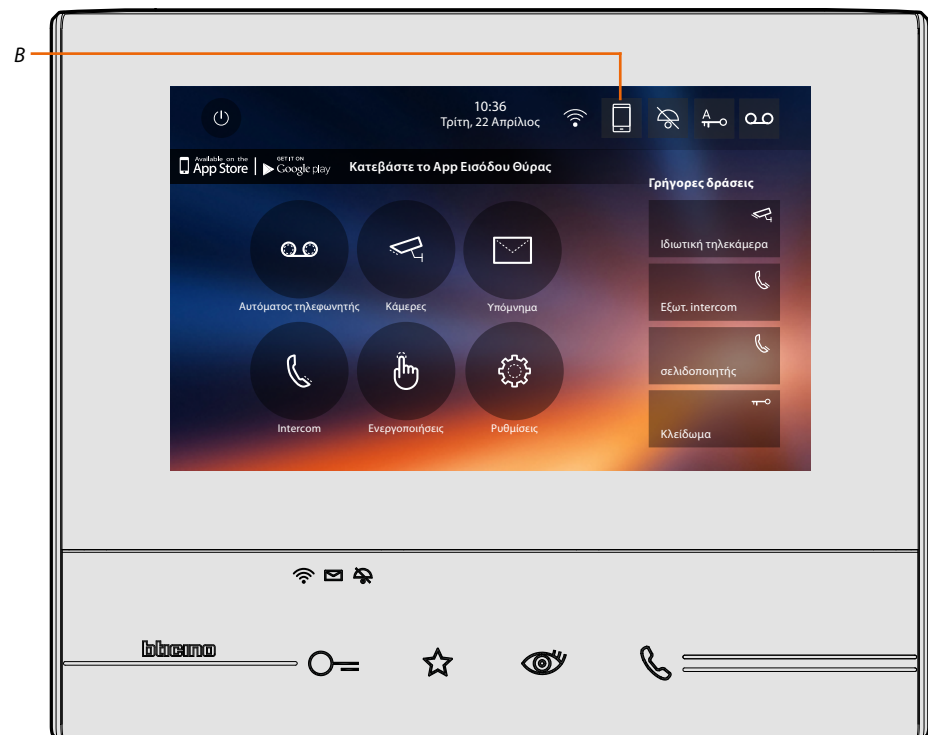 B
10:36
Τρίτη, 22 Απρίλιος
A
Available on the
App Store
GET IT ON
Google play
Κατεβάστε το App Εισόδου Θύρας
Γρήγορες δράσεις
Ιδιωτική τηλεκάμερα
Αυτόματος τηλεφωνητής
Κάμερες
Υπόμνημα
Εξωτ. intercom
σελιδοποιητής
Intercom
Ενεργοποιήσεις
Ρυθμίσεις
Κλείδωμα
bticino